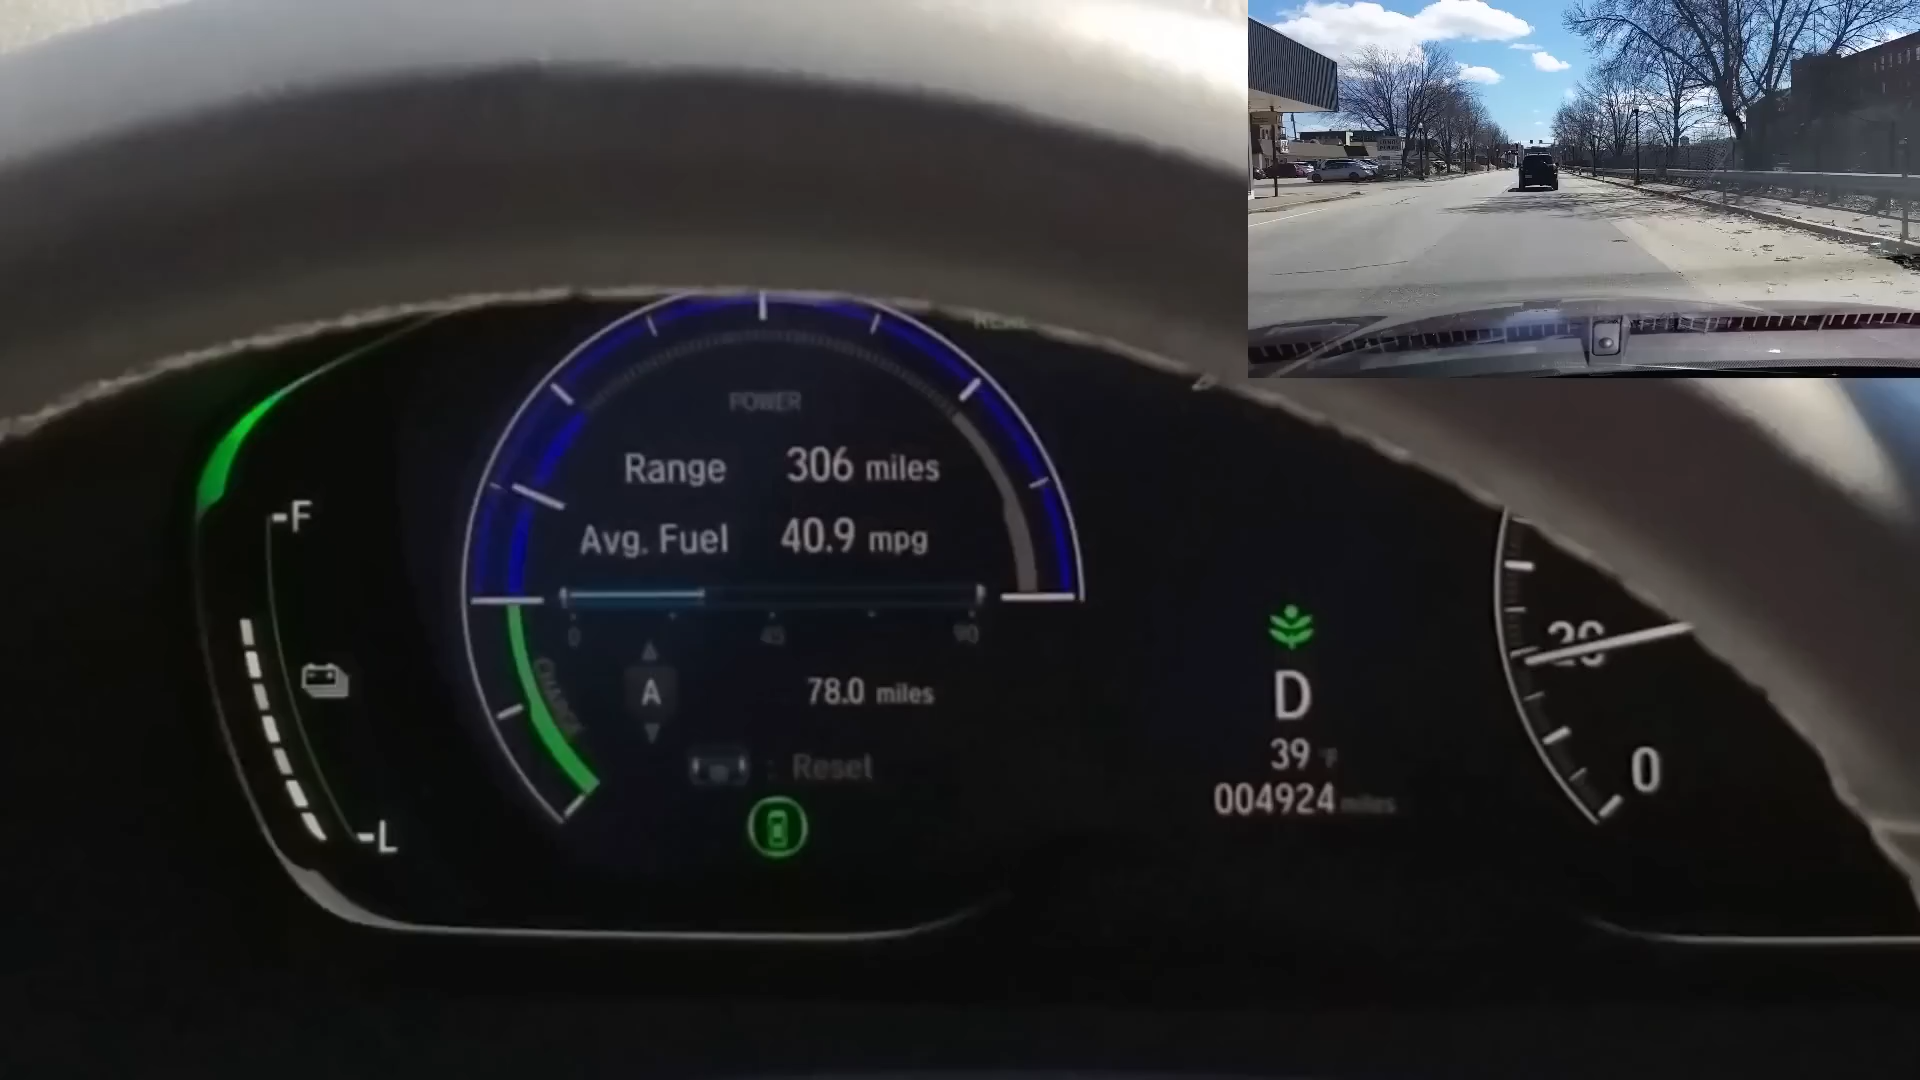 POWER
Range 306 miles
Avg. Fuel 40.9 mpg
0 45 90
A 78.0 miles
: Reset
CHARGE
-F
-L
D
39 °F
004924 miles
20
0